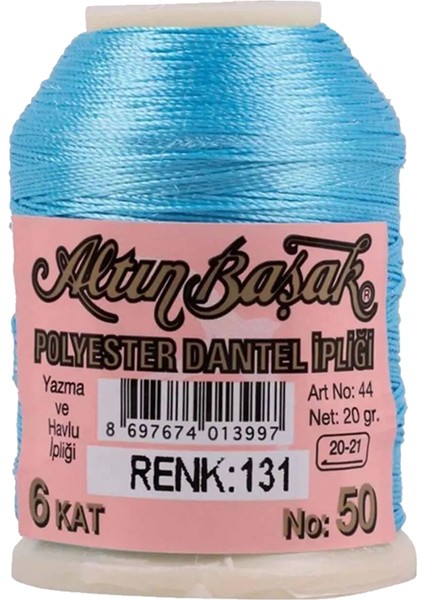 Altın Başak ®
POLYESTER DANTEL İPLİĞİ
Yazma
ve
Havlu
İpliği
8 697674 013997
Art No: 44
Net: 20 gr.
20-21
RENK:131
6 KAT
No: 50